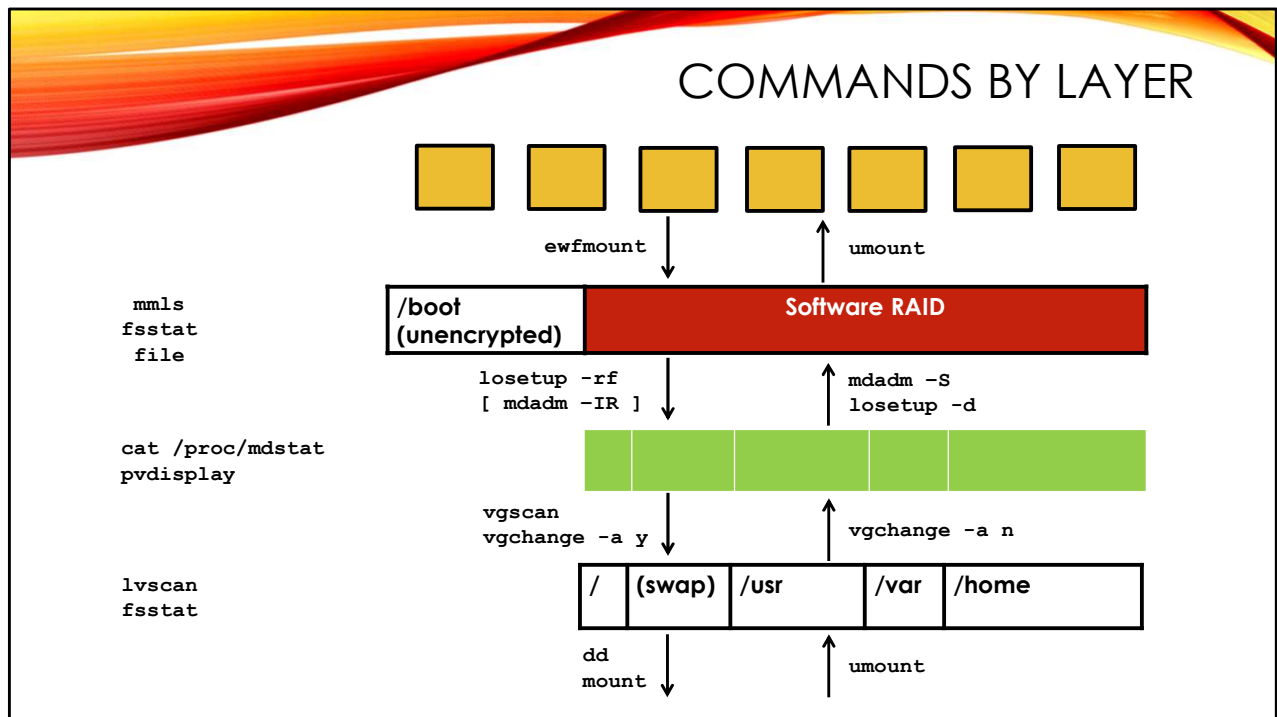 COMMANDS BY LAYER
ewfmount
umount
mmls
fsstat
file
/boot
(unencrypted)
Software RAID
losetup -rf
[ mdadm –IR ]
mdadm –S
losetup -d
cat /proc/mdstat
pvdisplay
vgscan
vgchange -a y
vgchange -a n
lvscan
fsstat
/
(swap)
/usr
/var
/home
dd
mount
umount